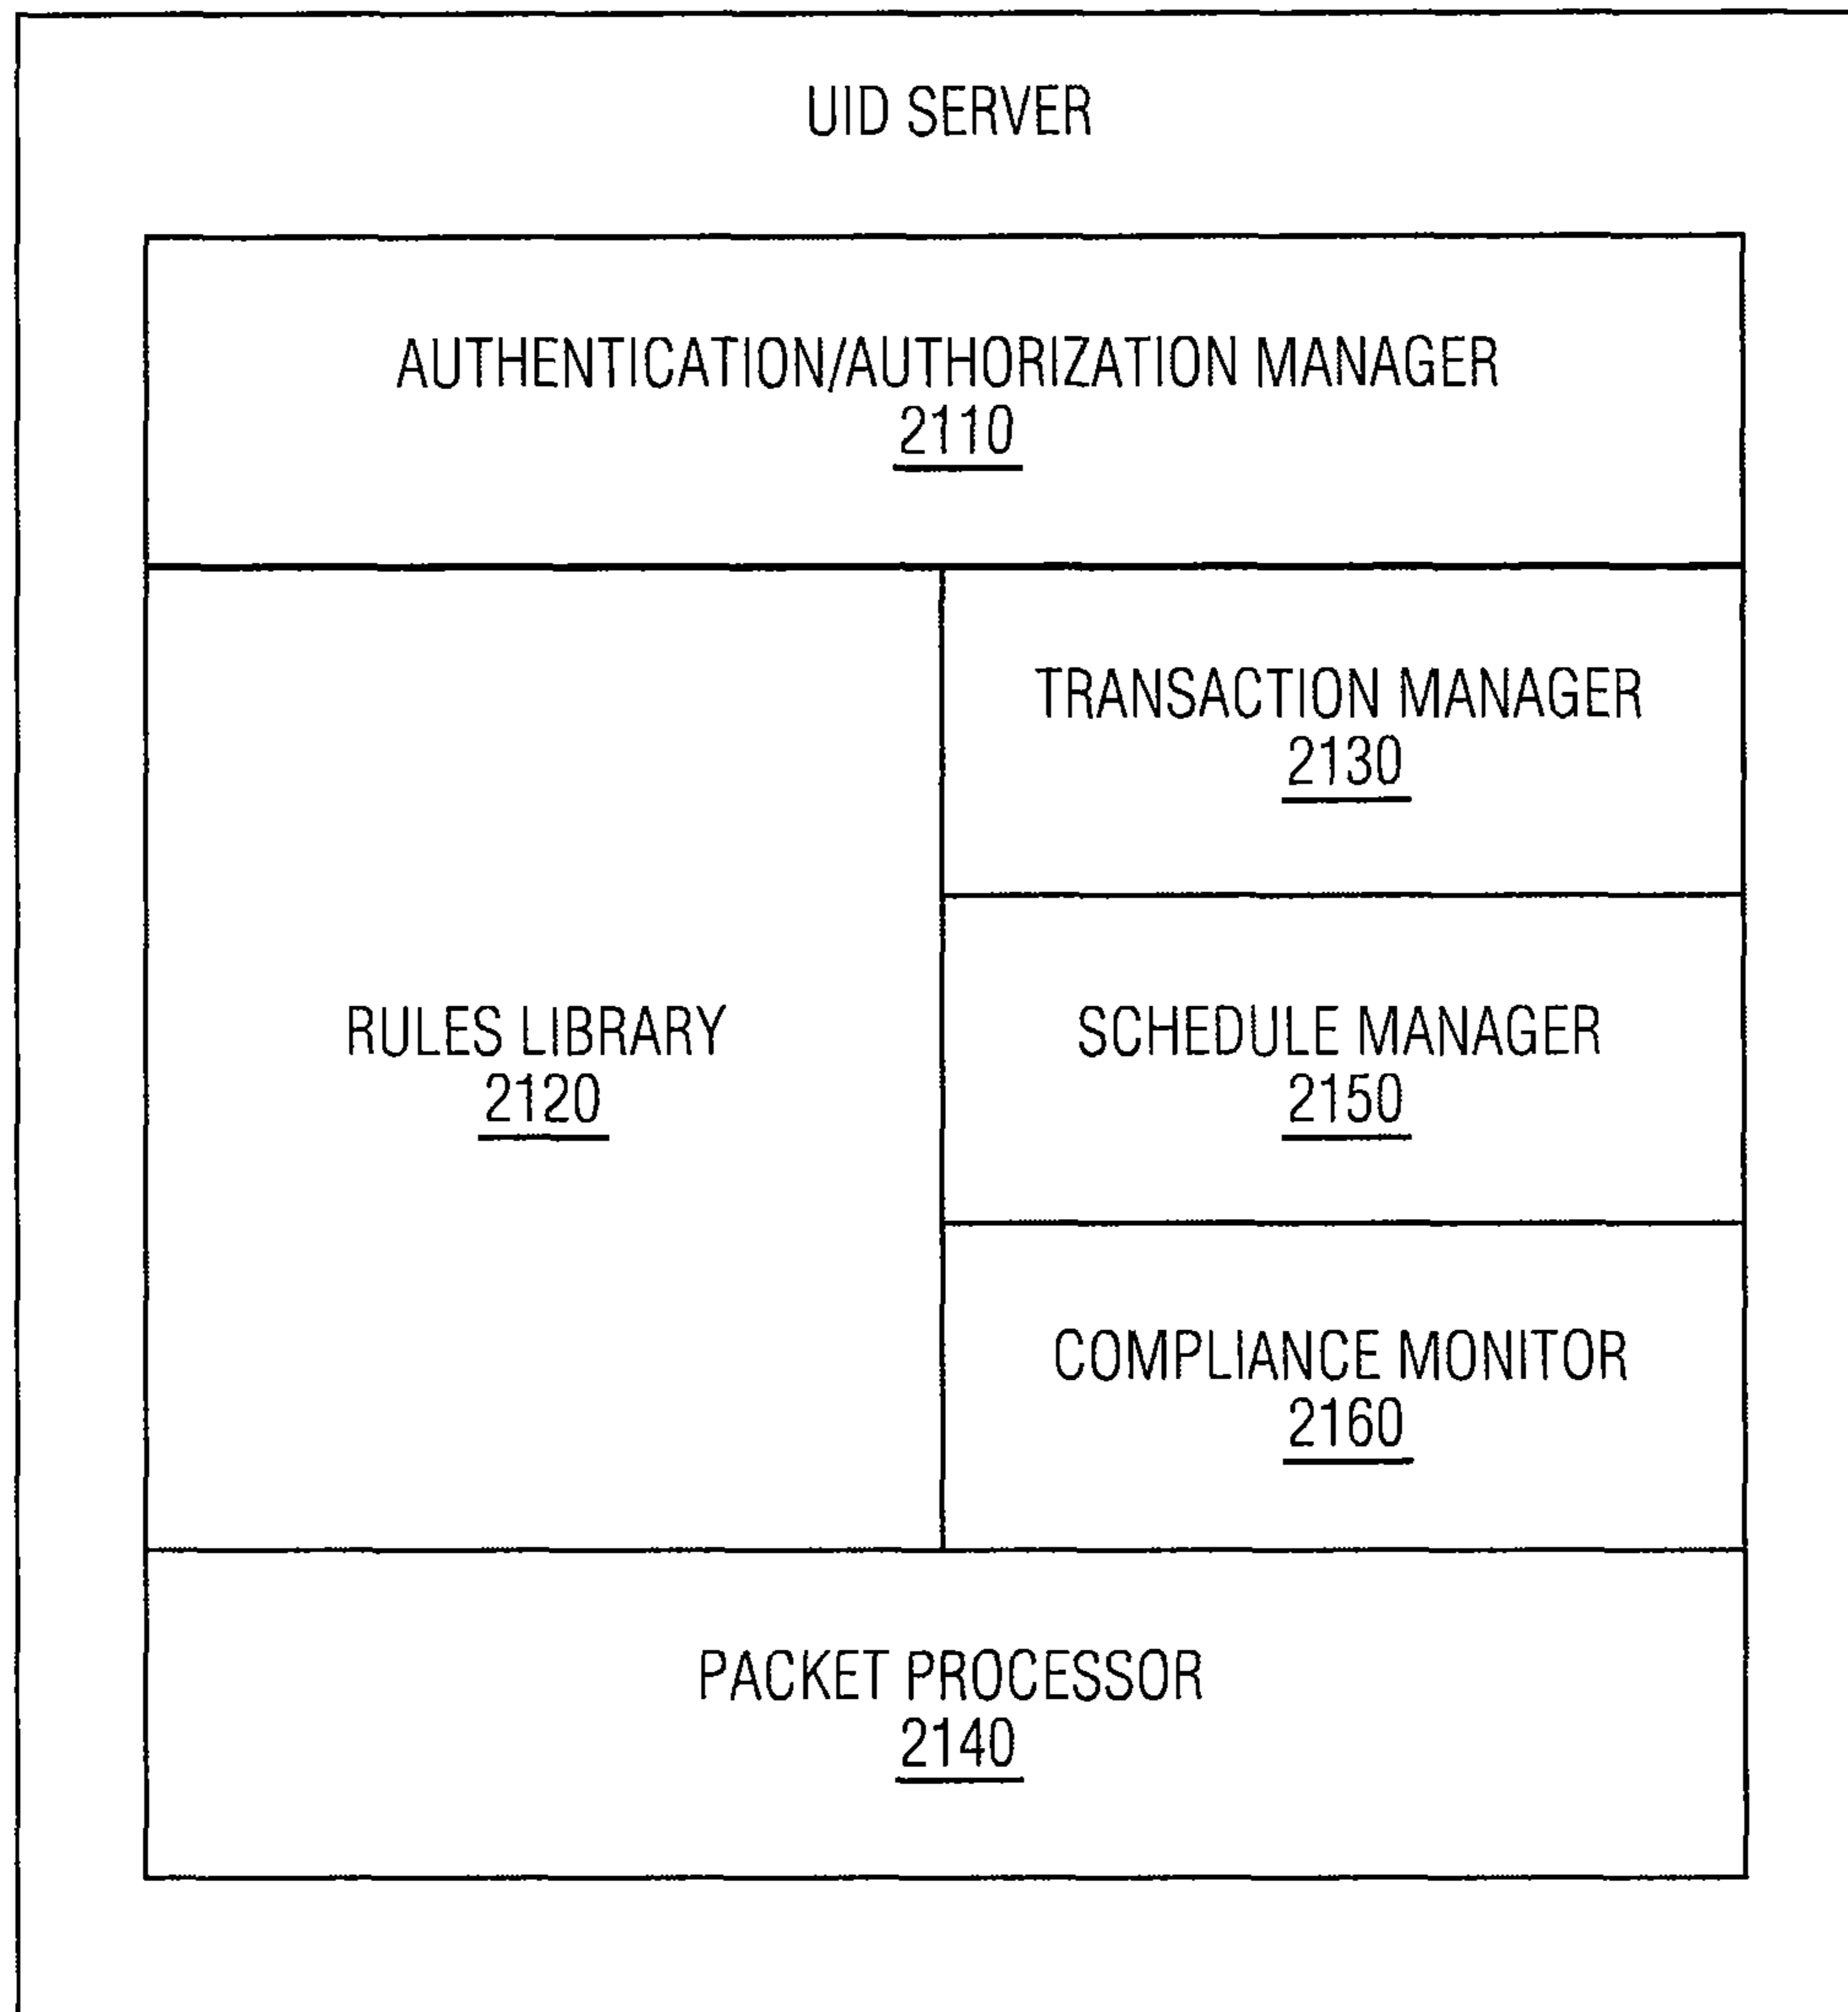 UID SERVER
AUTHENTICATION/AUTHORIZATION MANAGER
2110
TRANSACTION MANAGER
2130
RULES LIBRARY
2120
SCHEDULE MANAGER
2150
COMPLIANCE MONITOR
2160
PACKET PROCESSOR
2140